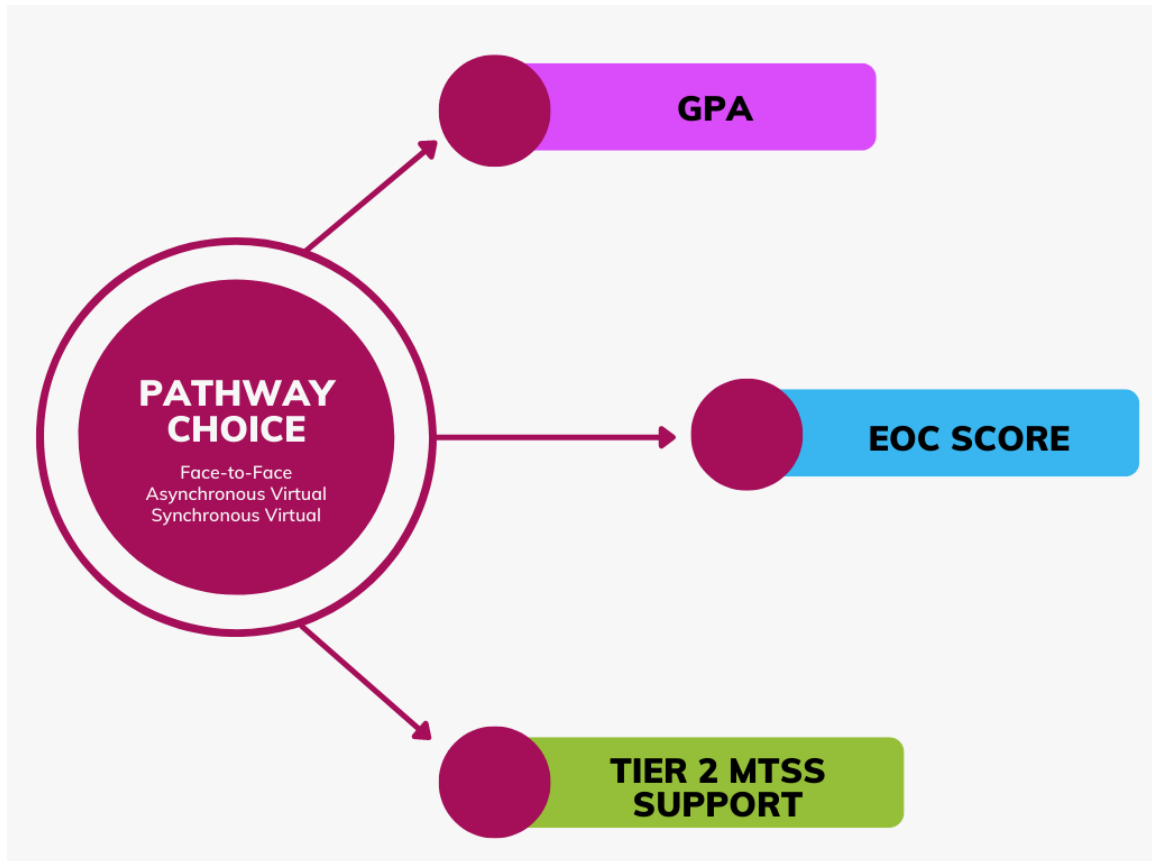 GPA
PATHWAY
CHOICE
Face-to-Face
Asynchronous Virtual
Synchronous Virtual
EOC SCORE
TIER 2 MTSS
SUPPORT